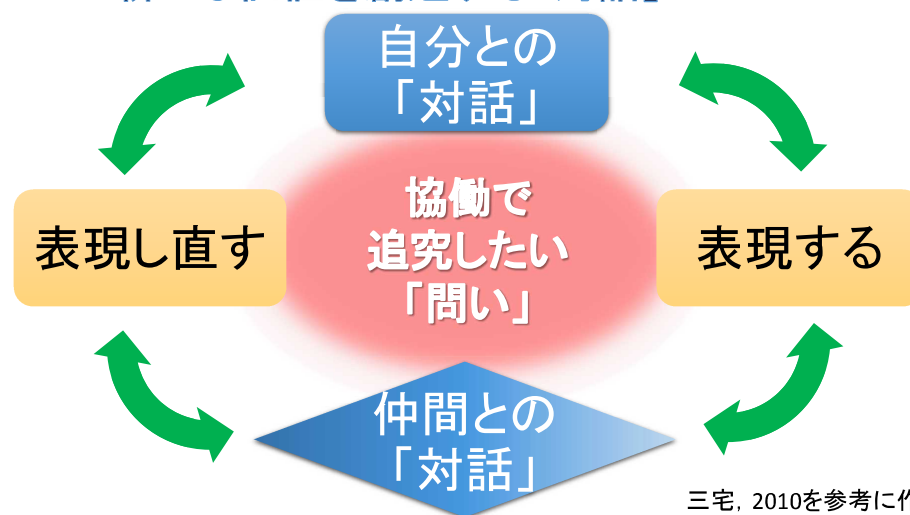 自分との
「対話」
協働で
追究したい
「問い」
表現し直す
表現する
仲間との
「対話」
三宅, 2010を参考に作